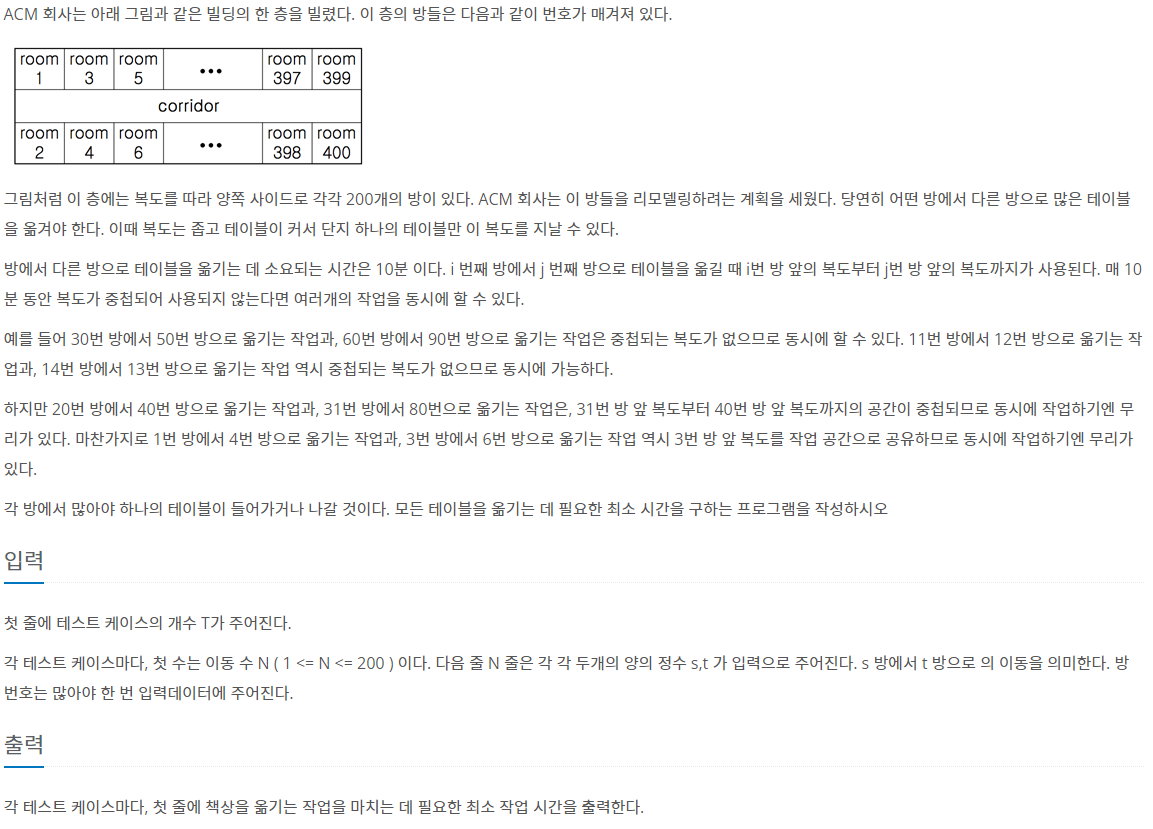 ACM 회사는 아래 그림과 같은 빌딩의 한 층을 빌렸다. 이 층의 방들은 다음과 같이 번호가 매겨져 있다.
room 1 room 3 room 5 ••• room 397 room 399
corridor
room 2 room 4 room 6 ••• room 398 room 400
그림처럼 이 층에는 복도를 따라 양쪽 사이드로 각각 200개의 방이 있다. ACM 회사는 이 방들을 리모델링하려는 계획을 세웠다. 당연히 어떤 방에서 다른 방으로 많은 테이블
을 옮겨야 한다. 이때 복도는 좁고 테이블이 커서 단지 하나의 테이블만 이 복도를 지날 수 있다.
방에서 다른 방으로 테이블을 옮기는 데 소요되는 시간은 10분 이다. i 번째 방에서 j 번째 방으로 테이블을 옮길 때 i번 방 앞의 복도부터 j번 방 앞의 복도까지가 사용된다. 매 10
분 동안 복도가 중첩되어 사용되지 않는다면 여러개의 작업을 동시에 할 수 있다.
예를 들어 30번 방에서 50번 방으로 옮기는 작업과, 60번 방에서 90번 방으로 옮기는 작업은 중첩되는 복도가 없으므로 동시에 할 수 있다. 11번 방에서 12번 방으로 옮기는 작
업과, 14번 방에서 13번 방으로 옮기는 작업 역시 중첩되는 복도가 없으므로 동시에 가능하다.
하지만 20번 방에서 40번 방으로 옮기는 작업과, 31번 방에서 80번으로 옮기는 작업은, 31번 방 앞 복도부터 40번 방 앞 복도까지의 공간이 중첩되므로 동시에 작업하기엔 무
리가 있다. 마찬가지로 1번 방에서 4번 방으로 옮기는 작업과, 3번 방에서 6번 방으로 옮기는 작업 역시 3번 방 앞 복도를 작업 공간으로 공유하므로 동시에 작업하기엔 무리가
있다.
각 방에서 많아야 하나의 테이블이 들어가거나 나갈 것이다. 모든 테이블을 옮기는 데 필요한 최소 시간을 구하는 프로그램을 작성하시오
입력
첫 줄에 테스트 케이스의 개수 T가 주어진다.
각 테스트 케이스마다, 첫 수는 이동 수 N ( 1 <= N <= 200 ) 이다. 다음 줄 N 줄은 각 각 두개의 양의 정수 s,t 가 입력으로 주어진다. s 방에서 t 방으로 의 이동을 의미한다. 방
번호는 많아야 한 번 입력데이터에 주어진다.
출력
각 테스트 케이스마다, 첫 줄에 책상을 옮기는 작업을 마치는 데 필요한 최소 작업 시간을 출력한다.